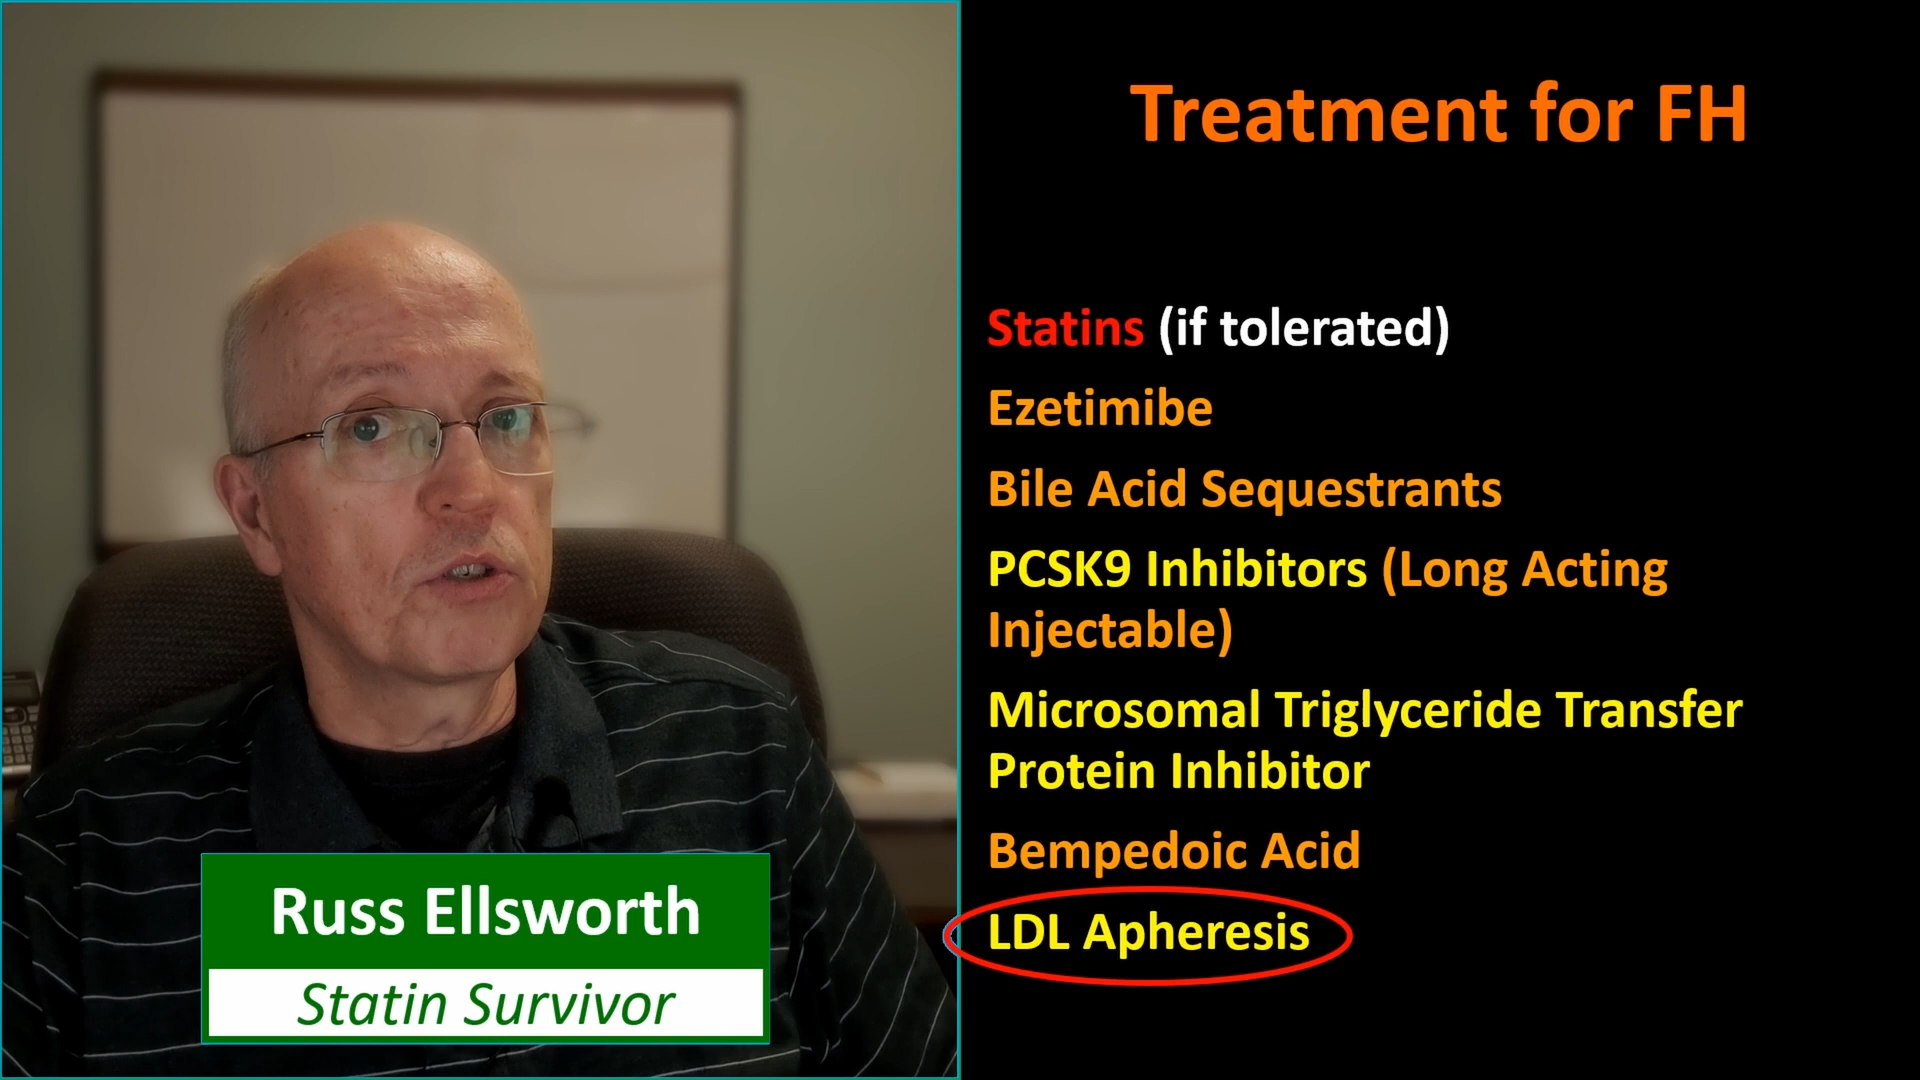 Treatment for FH
Statins (if tolerated)
Ezetimibe
Bile Acid Sequestrants
PCSK9 Inhibitors (Long Acting
Injectable)
Microsomal Triglyceride Transfer
Protein Inhibitor
Bempedoic Acid
LDL Apheresis
Russ Ellsworth
Statin Survivor